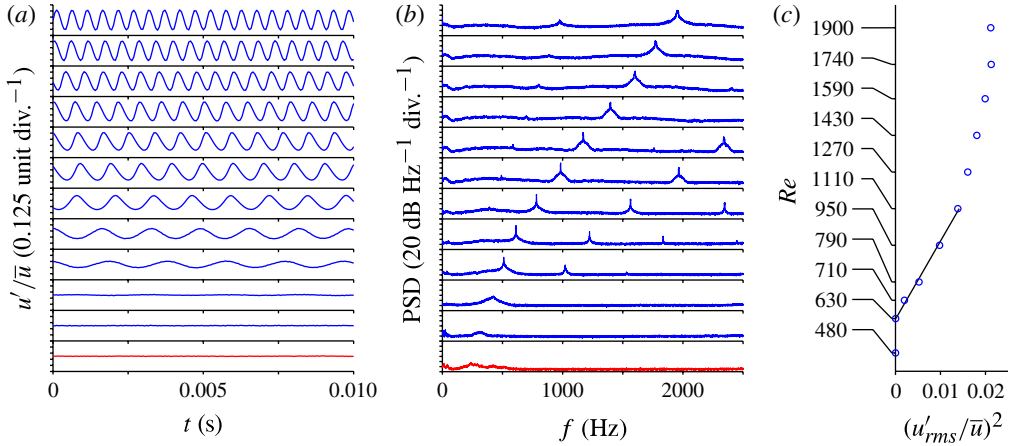 (a)
u′/ū (0.125 unit div.⁻¹)
0
0.005
0.010
t (s)
(b)
PSD (20 dB Hz⁻¹ div.⁻¹)
0
1000
2000
f (Hz)
(c)
Re
1900
1740
1590
1430
1270
1110
950
790
710
630
480
0
0.01
0.02
(u′rms/ū)²